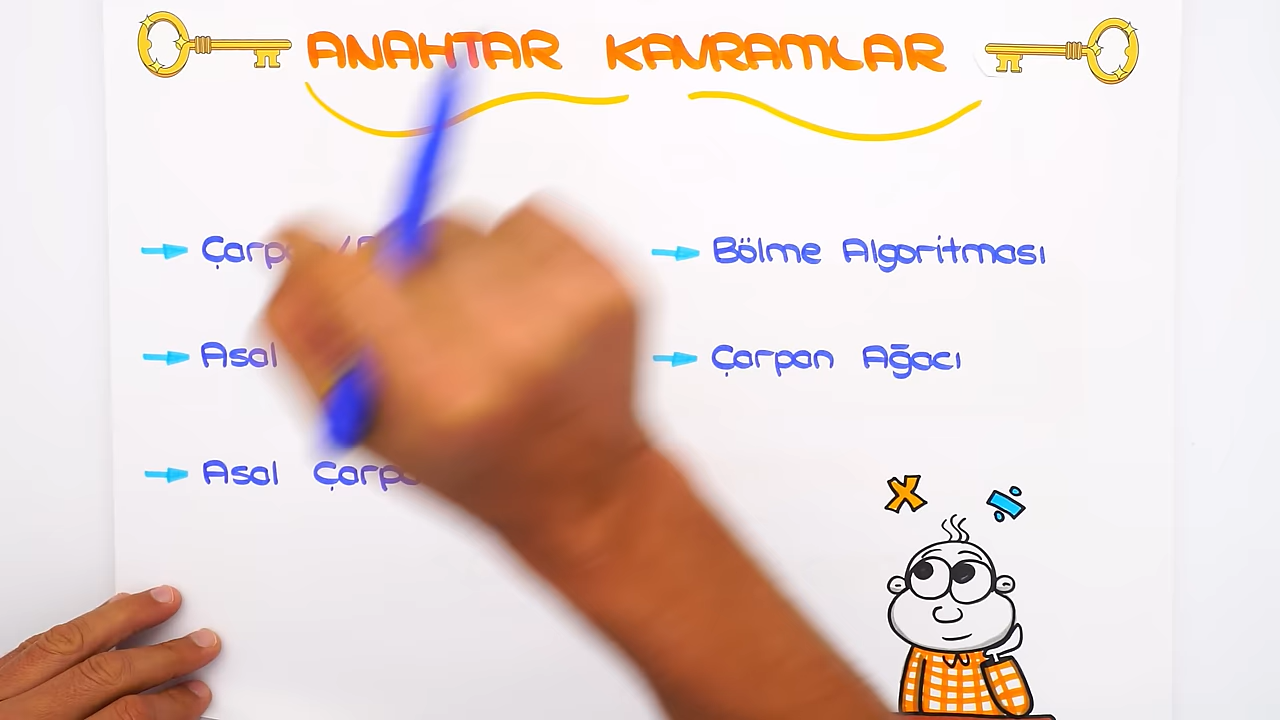 ANAHTAR KAVRAMLAR
Asal
Asal
Bölme Algoritması
Çarpan Ağacı